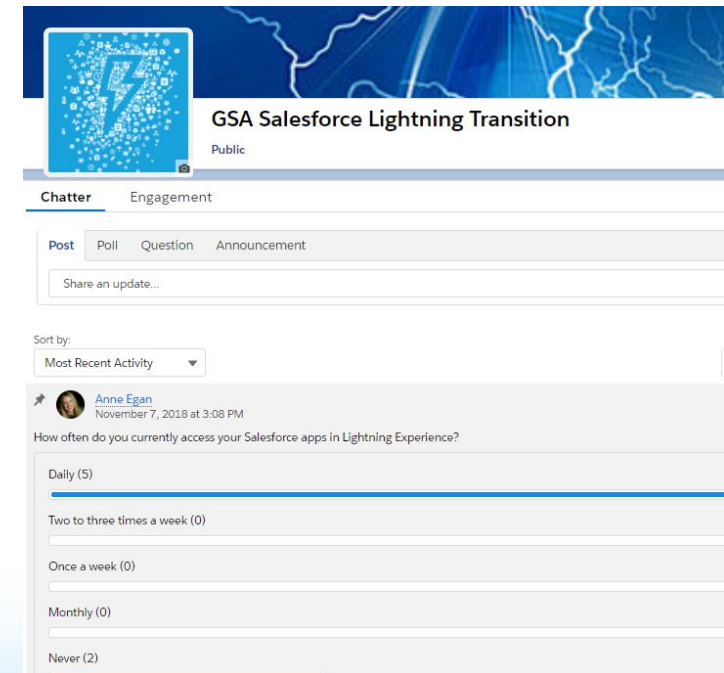 GSA Salesforce Lightning Transition
Public
Chatter Engagement
Post Poll Question Announcement
Share an update...
Sort by:
Most Recent Activity
Anne Egan
November 7, 2018 at 3:08 PM
How often do you currently access your Salesforce apps in Lightning Experience?
Daily (5)
Two to three times a week (0)
Once a week (0)
Monthly (0)
Never (2)